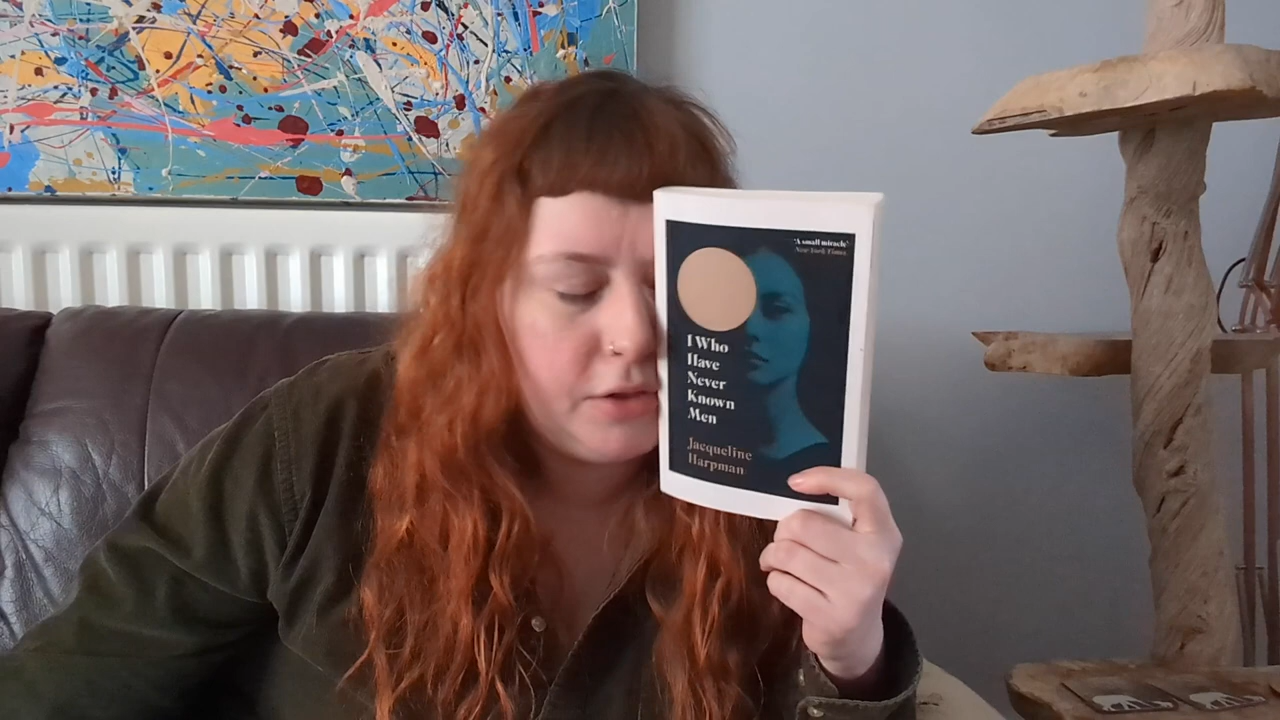 'A small miracle'
New York Times
I Who
Have
Never
Known
Men
Jacqueline
Harpman